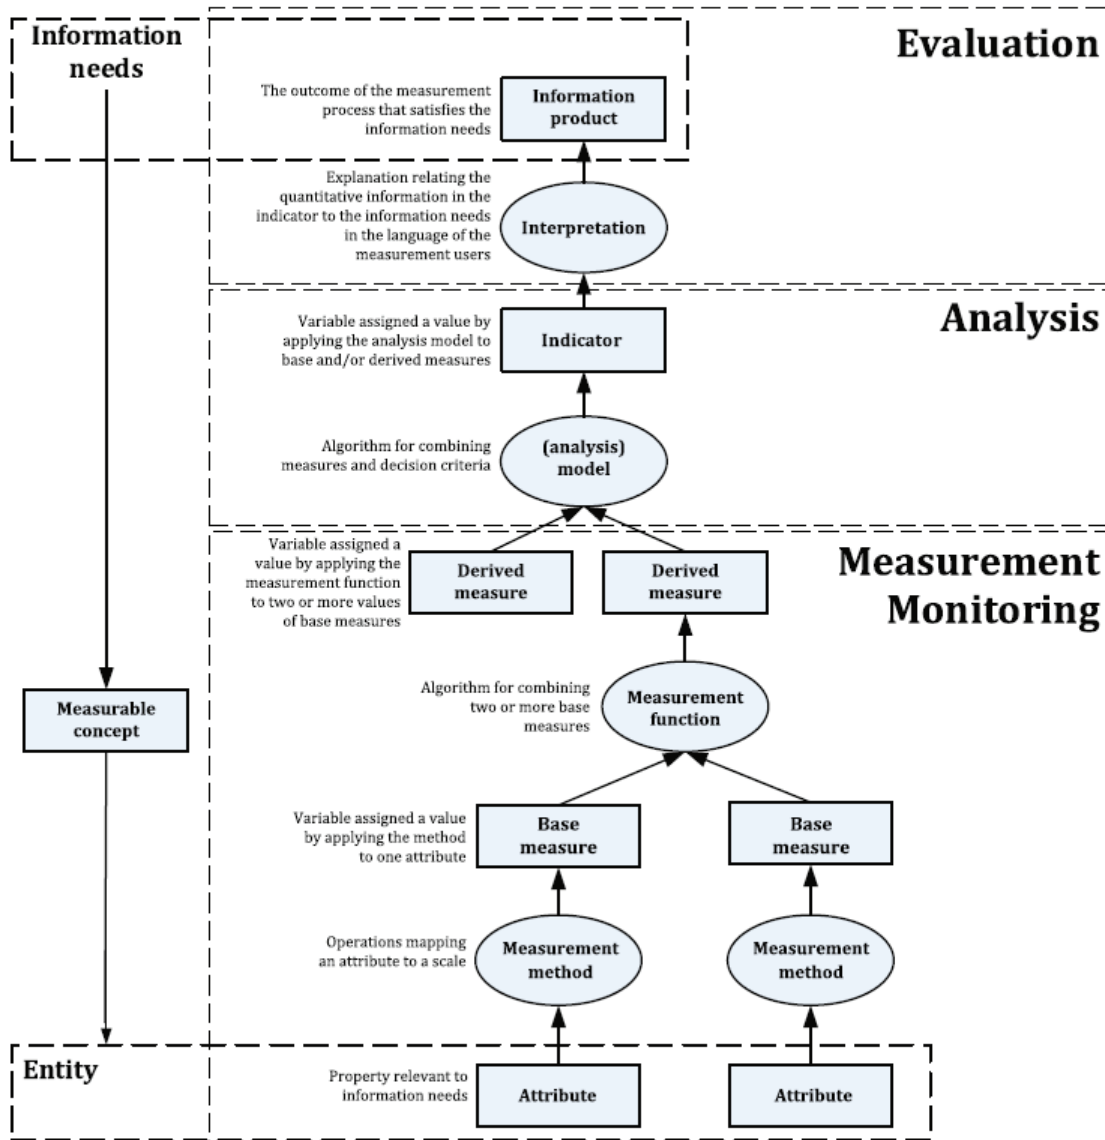 Information
needs
Evaluation
The outcome of the measurement
process that satisfies the
information needs
Information
product
Explanation relating the
quantitative information in the
indicator to the information needs
in the language of the
measurement users
Interpretation
Analysis
Variable assigned a value by
applying the analysis model to
base and/or derived measures
Indicator
Algorithm for combining
measures and decision criteria
(analysis)
model
Measurement
Monitoring
Variable assigned a
value by applying the
measurement function
to two or more values
of base measures
Derived
measure
Derived
measure
Algorithm for combining
two or more base
measures
Measurement
function
Measurable
concept
Variable assigned a value
by applying the method
to one attribute
Base
measure
Base
measure
Operations mapping
an attribute to a scale
Measurement
method
Measurement
method
Entity
Property relevant to
information needs
Attribute
Attribute